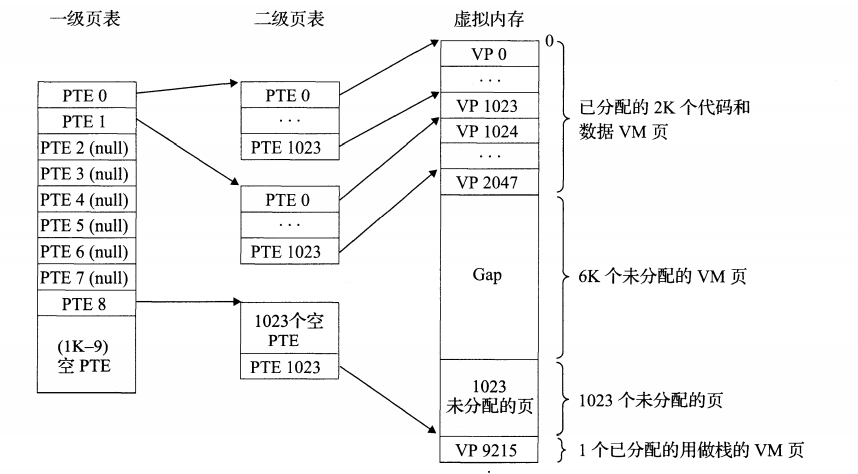 一级页表
二级页表
虚拟内存
PTE 0
PTE 1
PTE 2 (null)
PTE 3 (null)
PTE 4 (null)
PTE 5 (null)
PTE 6 (null)
PTE 7 (null)
PTE 8
(1K–9)
空 PTE
PTE 0
···
PTE 1023
PTE 0
···
PTE 1023
1023个空
PTE
PTE 1023
0
VP 0
···
VP 1023
VP 1024
···
VP 2047
Gap
1023
未分配的页
VP 9215
已分配的 2K 个代码和
数据 VM 页
6K 个未分配的 VM 页
1023 个未分配的页
1 个已分配的用做栈的 VM 页